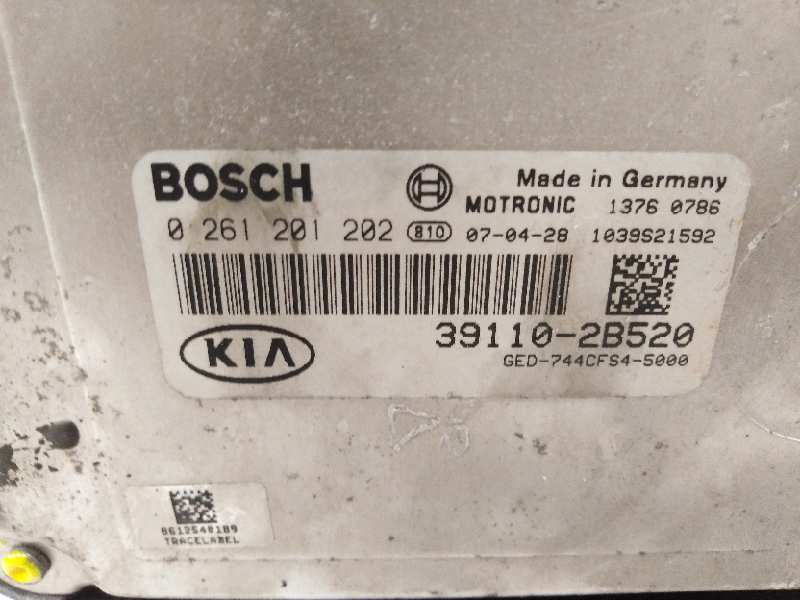 BOSCH
Made in Germany
MOTRONIC 1376 0786
0 261 201 202 810 07-04-28 1039S21592
KIA 39110-2B520
GED-744CFS4-5000
8612540189
TRACELABEL